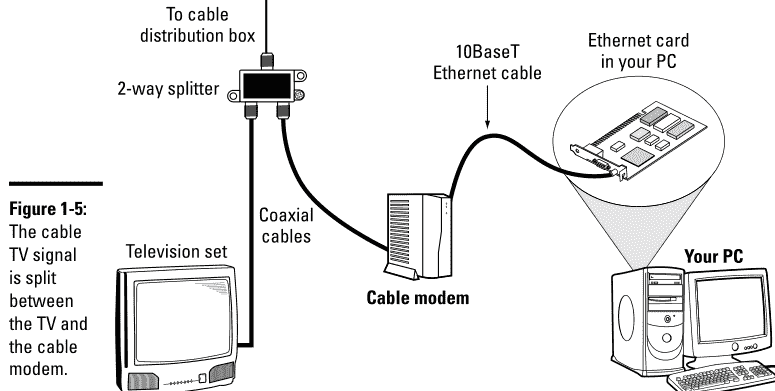 To cable
distribution box
2-way splitter
10BaseT
Ethernet cable
Ethernet card
in your PC
Coaxial
cables
Television set
Cable modem
Your PC
Figure 1-5:
The cable
TV signal
is split
between
the TV and
the cable
modem.